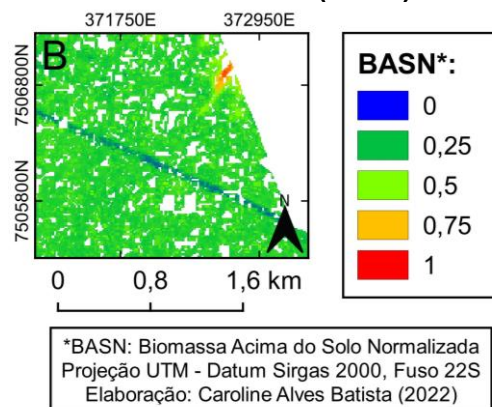 371750E 372950E
B
7506800N
7505800N
N
0 0,8 1,6 km
BASN*:
0
0,25
0,5
0,75
1
*BASN: Biomassa Acima do Solo Normalizada
Projeção UTM - Datum Sirgas 2000, Fuso 22S
Elaboração: Caroline Alves Batista (2022)